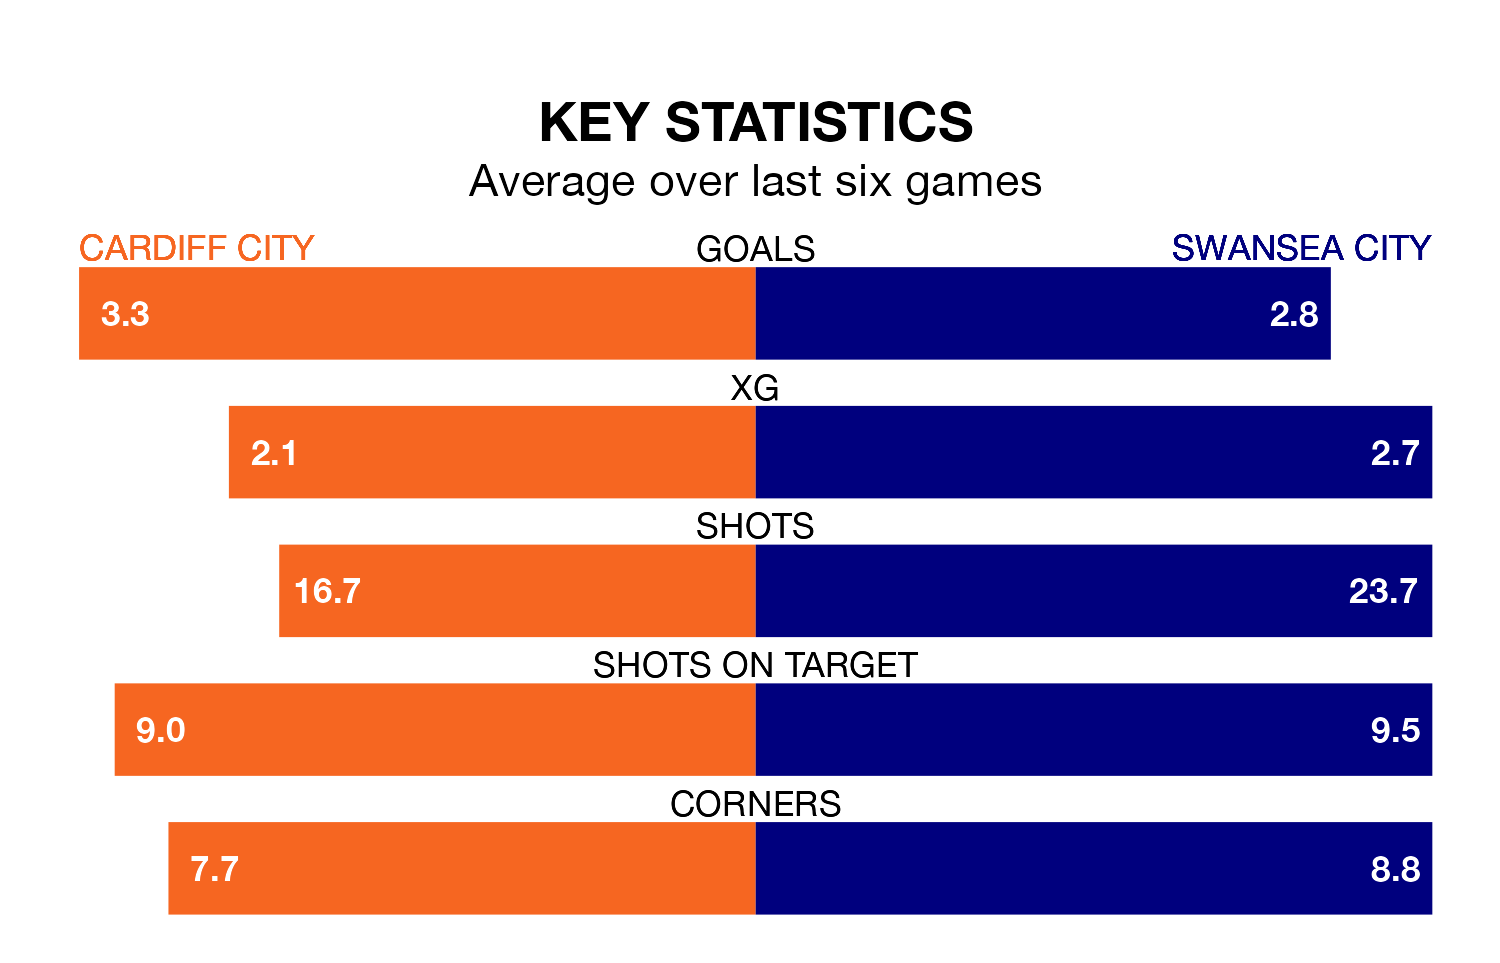 KEY STATISTICS
Average over last six games
CARDIFF CITY GOALS SWANSEA CITY
3.3 2.8
XG
2.1 2.7
SHOTS
16.7 23.7
SHOTS ON TARGET
9.0 9.5
CORNERS
7.7 8.8